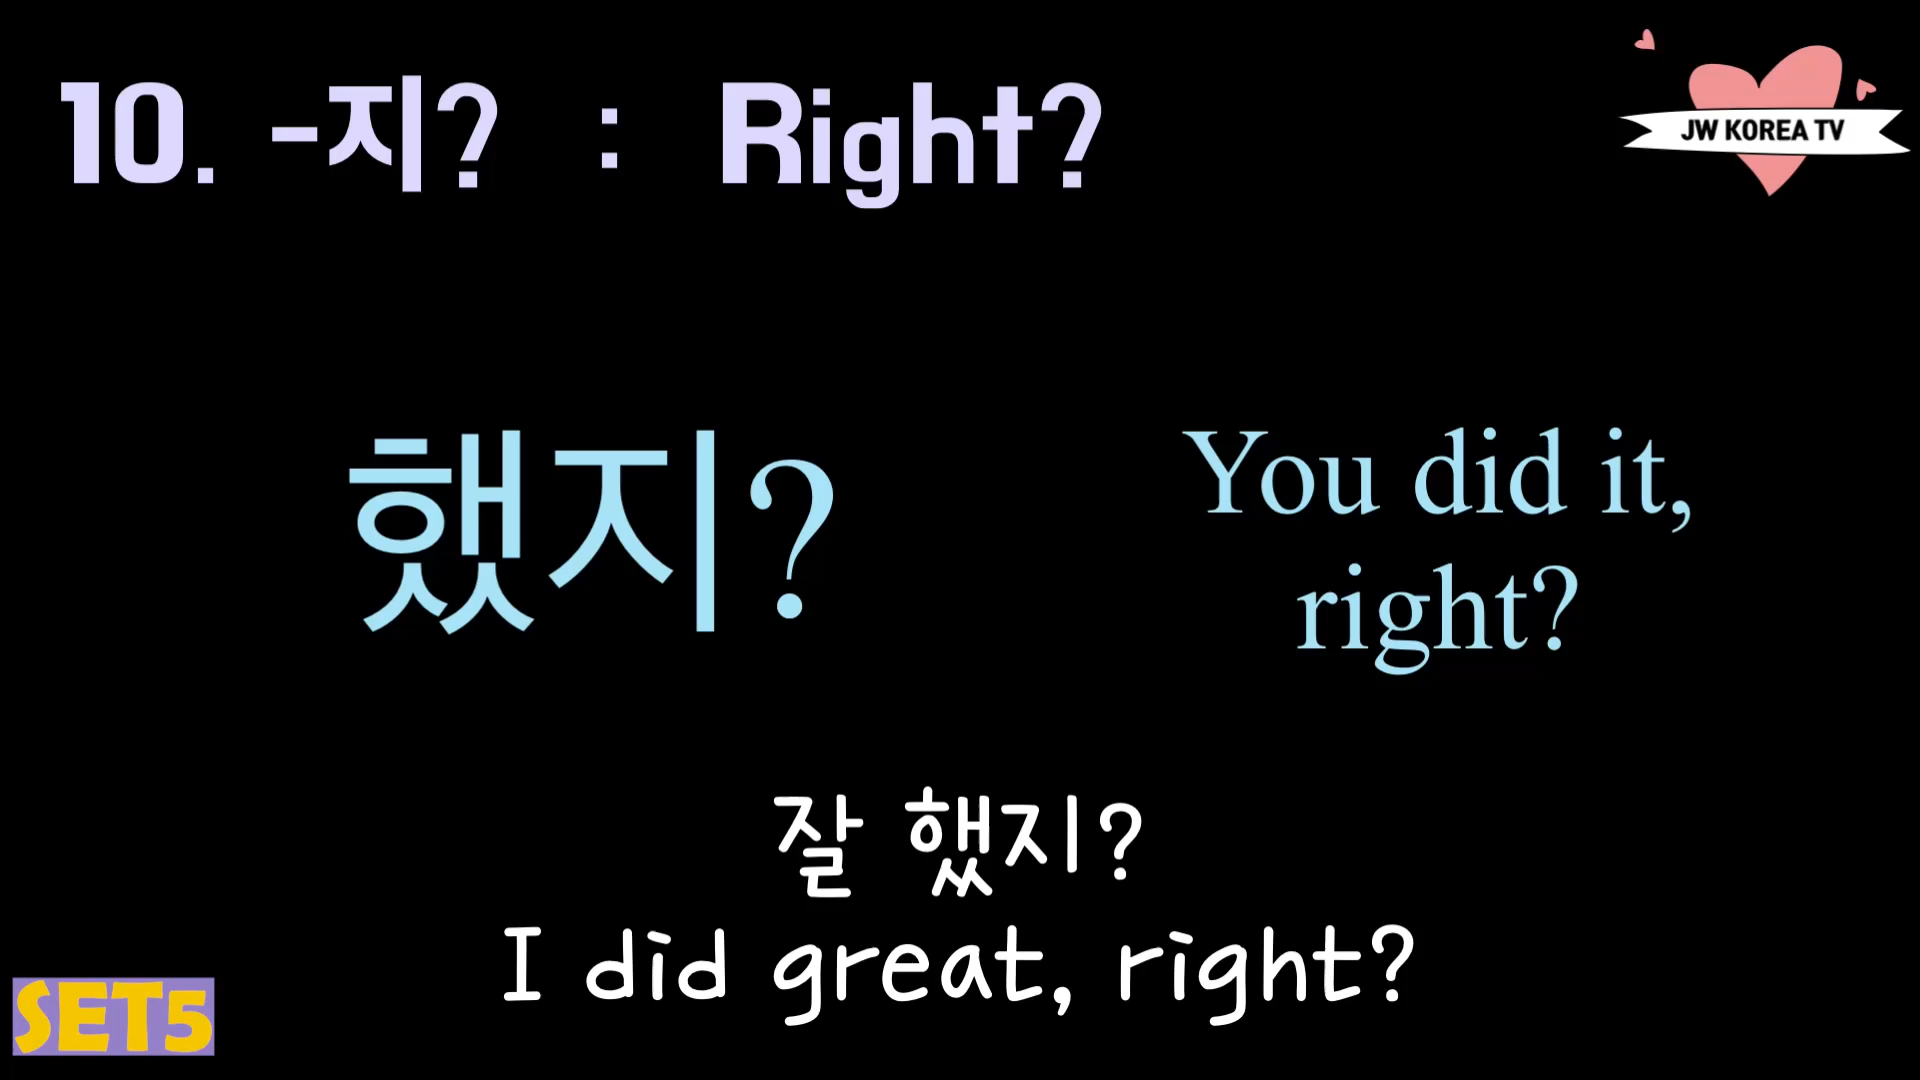 10. -지? : Right?
JW KOREA TV
했지?
You did it,
right?
잘 했지?
I did great, right?
SET5